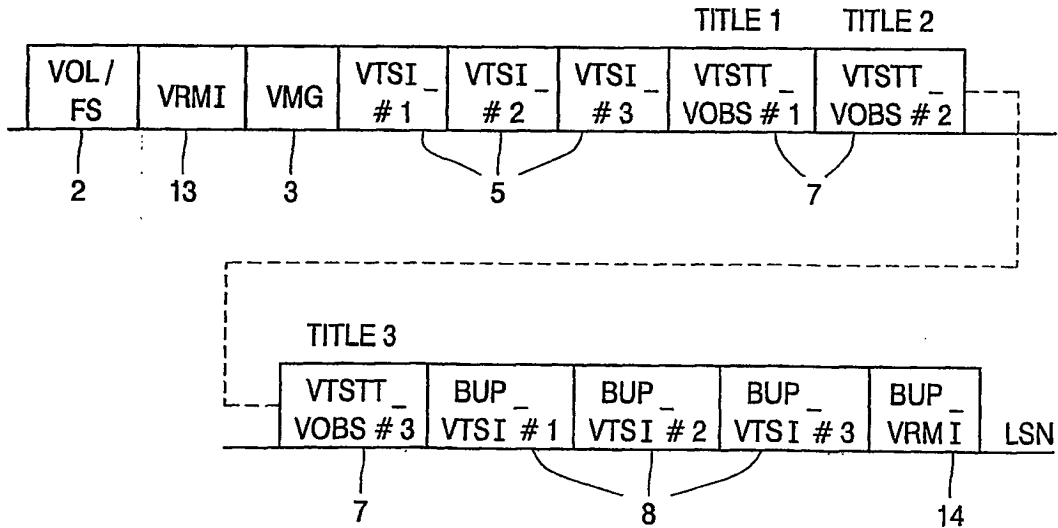 TITLE 1 TITLE 2
VOL / FS VRMI VMG VTSI_ #1 VTSI_ #2 VTSI_ #3 VTSTT_ VOBS #1 VTSTT_ VOBS #2
2 13 3 5 7
TITLE 3
VTSTT_ VOBS #3 BUP_ VTSI #1 BUP_ VTSI #2 BUP_ VTSI #3 BUP_ VRMI LSN
7 8 14